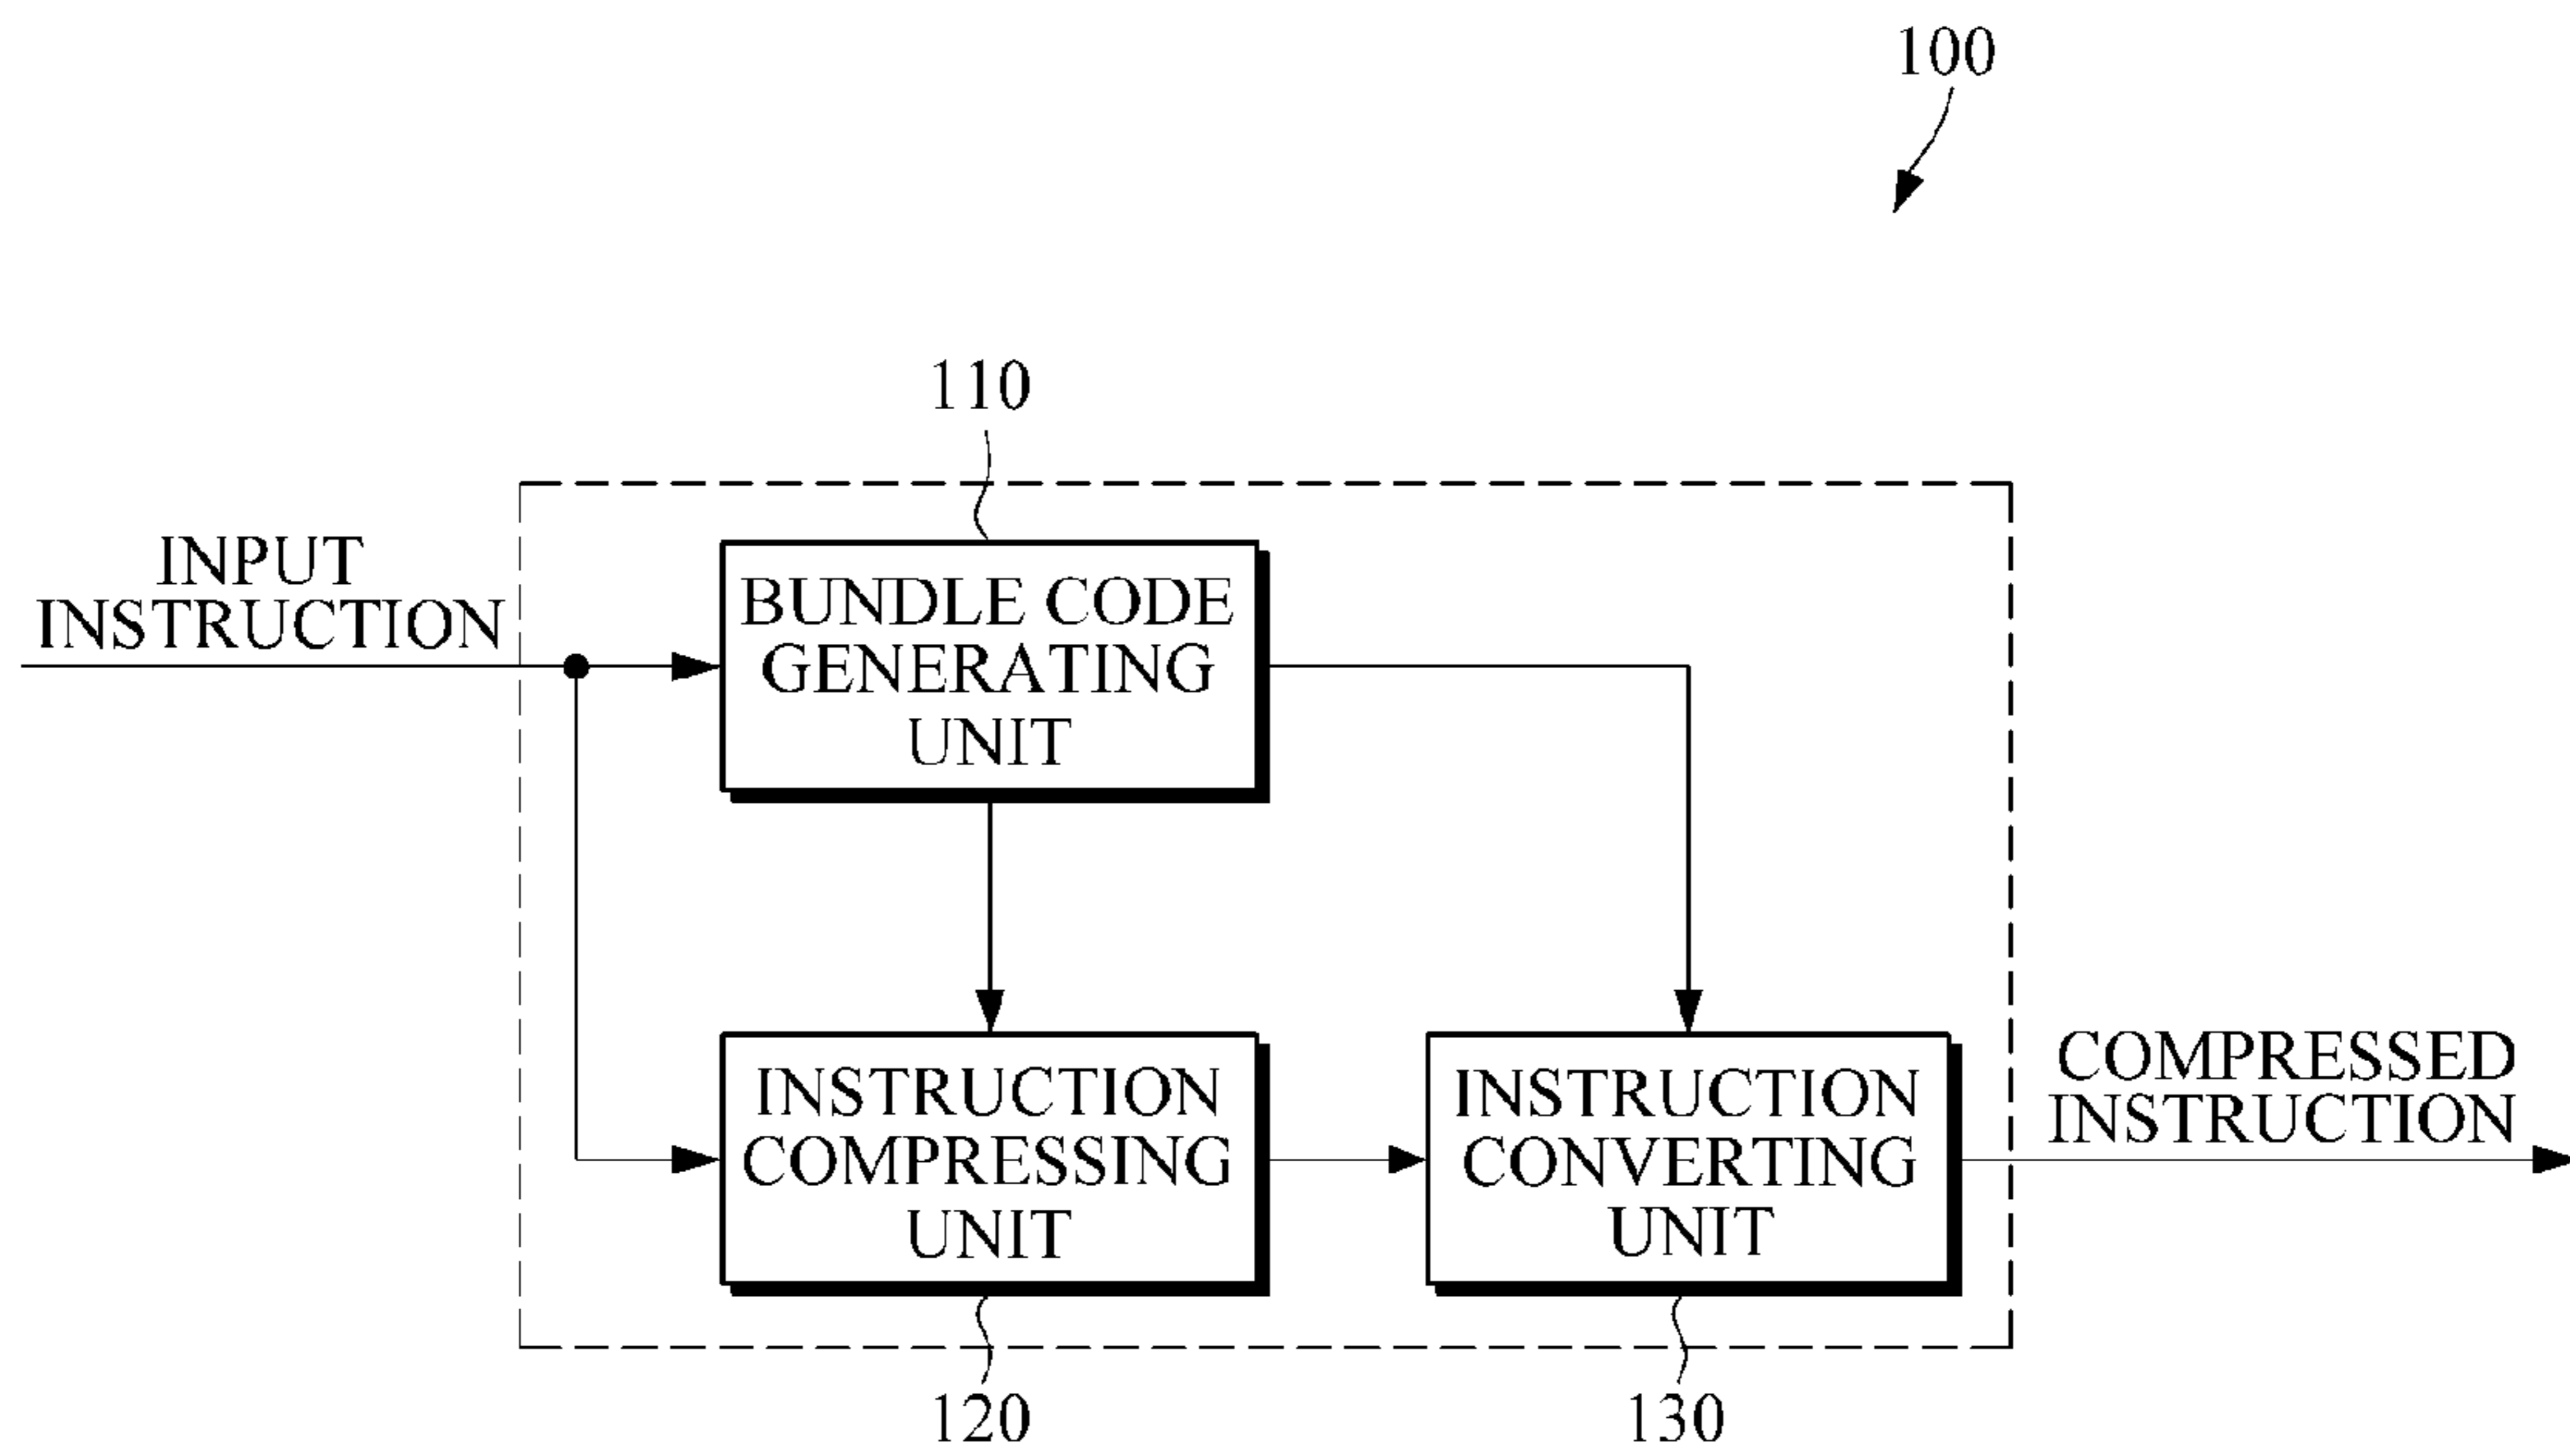 100
110
INPUT
INSTRUCTION
BUNDLE CODE
GENERATING
UNIT
INSTRUCTION
COMPRESSING
UNIT
INSTRUCTION
CONVERTING
UNIT
COMPRESSED
INSTRUCTION
120
130